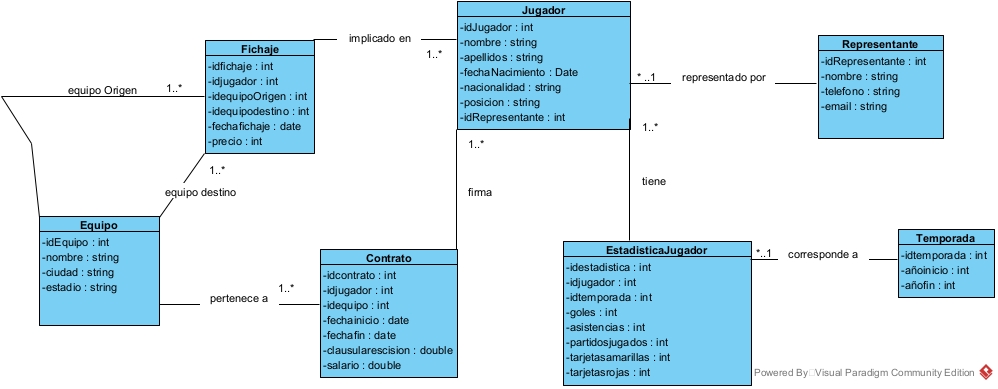 Jugador
-idJugador : int
-nombre : string
-apellidos : string
-fechaNacimiento : Date
-nacionalidad : string
-posicion : string
-idRepresentante : int
implicado en
1..*
Fichaje
-idfichaje : int
-idjugador : int
-idequipoOrigen : int
-idequipodestino : int
-fechafichaje : date
-precio : int
equipo Origen
1..*
1..*
equipo destino
Representante
-idRepresentante : int
-nombre : string
-telefono : string
-email : string
* ..1
representado por
1..*
firma
1..*
tiene
Equipo
-idEquipo : int
-nombre : string
-ciudad : string
-estadio : string
pertenece a
1..*
Contrato
-idcontrato : int
-idjugador : int
-idequipo : int
-fechainicio : date
-fechafin : date
-clausularescision : double
-salario : double
EstadisticaJugador
-idestadistica : int
-idjugador : int
-idtemporada : int
-goles : int
-asistencias : int
-partidosjugados : int
-tarjetasamarillas : int
-tarjetasrojas : int
*..1
corresponde a
Temporada
-idtemporada : int
-añoinicio : int
-añofin : int
Powered By Visual Paradigm Community Edition